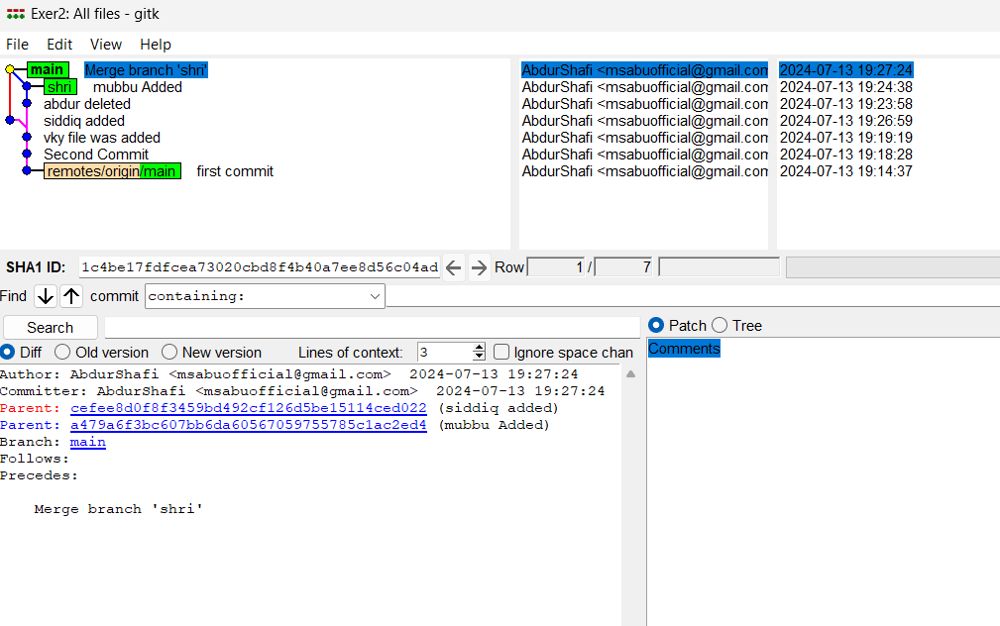 Exer2: All files - gitk
File Edit View Help
main Merge branch 'shri' AbdurShafi <msabuofficial@gmail.com 2024-07-13 19:27:24
shri mubbu Added AbdurShafi <msabuofficial@gmail.com 2024-07-13 19:24:38
abdur deleted AbdurShafi <msabuofficial@gmail.com 2024-07-13 19:23:58
siddiq added AbdurShafi <msabuofficial@gmail.com 2024-07-13 19:26:59
vky file was added AbdurShafi <msabuofficial@gmail.com 2024-07-13 19:19:19
Second Commit AbdurShafi <msabuofficial@gmail.com 2024-07-13 19:18:28
remotes/origin/main first commit AbdurShafi <msabuofficial@gmail.com 2024-07-13 19:14:37
SHA1 ID: 1c4be17fdfcea73020cbd8f4b40a7ee8d56c04ad Row 1 / 7
Find commit containing:
Search
Patch Tree
Diff Old version New version Lines of context: 3 Ignore space chan
Comments
Author: AbdurShafi <msabuofficial@gmail.com> 2024-07-13 19:27:24
Committer: AbdurShafi <msabuofficial@gmail.com> 2024-07-13 19:27:24
Parent: cefee8d0f8f3459bd492cf126d5be15114ced022 (siddiq added)
Parent: a479a6f3bc607bb6da60567059755785c1ac2ed4 (mubbu Added)
Branch: main
Follows:
Precedes:
Merge branch 'shri'